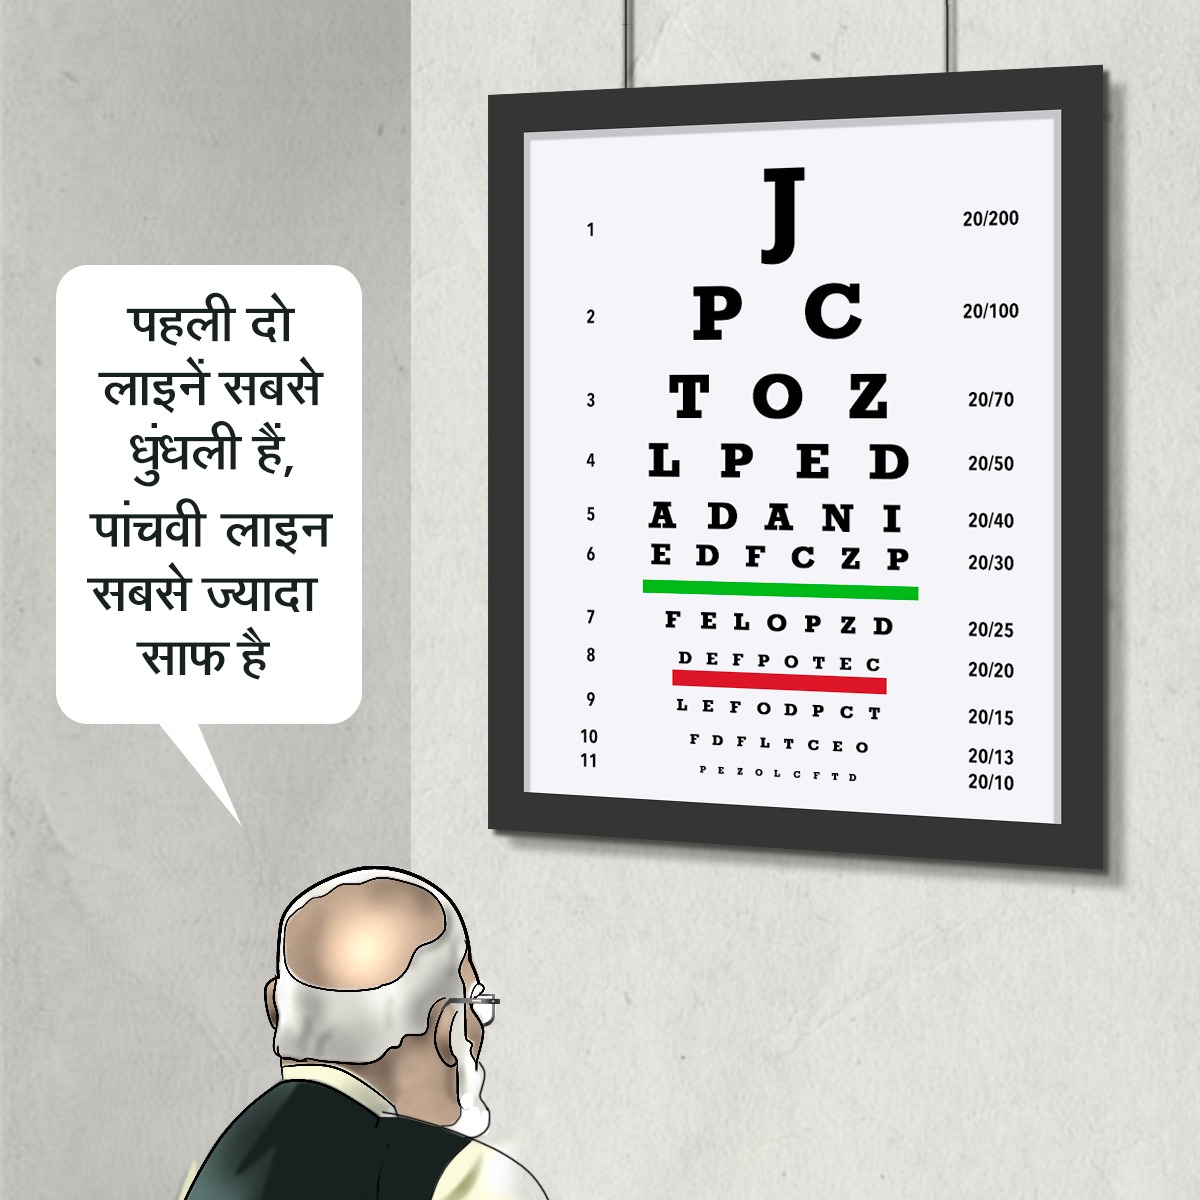 पहली दो
लाइनें सबसे
धुंधली हैं,
पांचवी लाइन
सबसे ज्यादा
साफ है
1 J 20/200
2 P C 20/100
3 T O Z 20/70
4 L P E D 20/50
5 A D A N I 20/40
6 E D F C Z P 20/30
7 F E L O P Z D 20/25
8 D E F P O T E C 20/20
9 L E F O D P C T 20/15
10 F D F L T C E O 20/13
11 P E Z O L C F T D 20/10